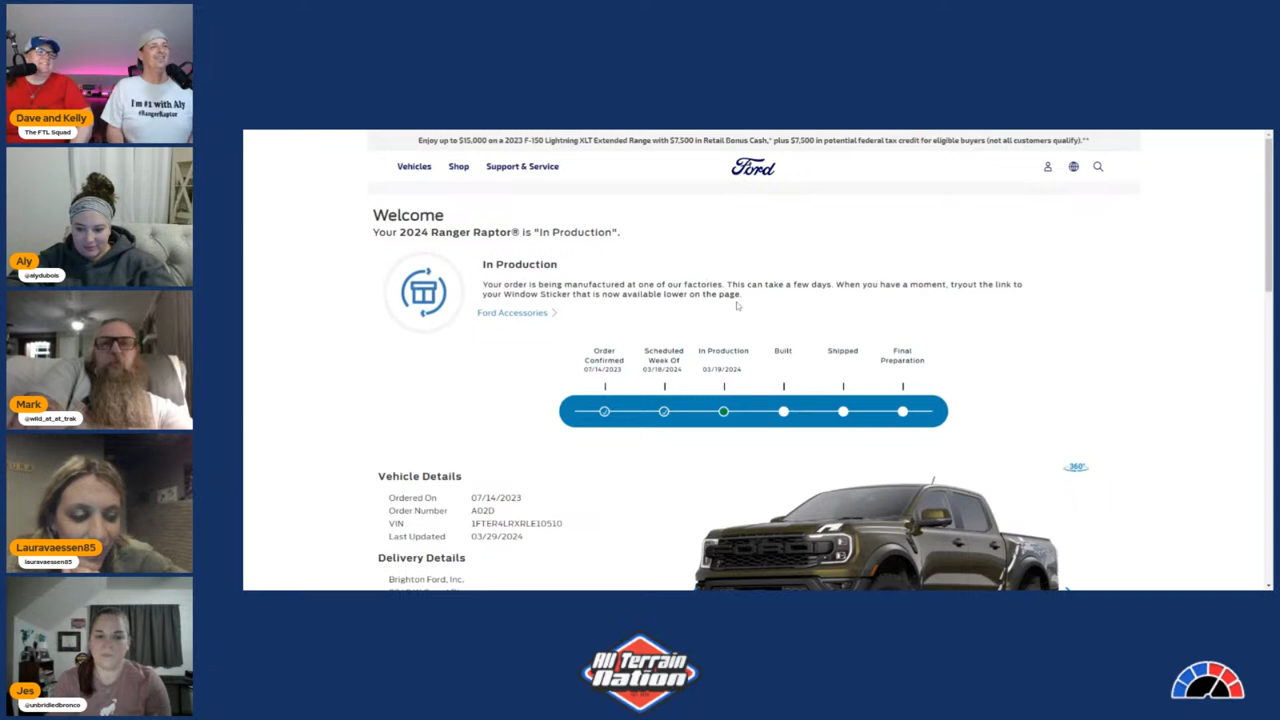 I'm #1 with Aly
#RangerRaptor
Dave and Kelly
The FTL Squad
Aly
@alydubois
Mark
@wild_at_at_trak
Lauravaessen85
lauravaessen85
Jes
@unbridledbronco
Enjoy up to $15,000 on a 2023 F-150 Lightning XLT Extended Range with $7,500 in Retail Bonus Cash,* plus $7,500 in potential federal tax credit for eligible buyers (not all customers qualify).**
Vehicles Shop Support & Service
Ford
Welcome
Your 2024 Ranger Raptor® is "In Production".
In Production
Your order is being manufactured at one of our factories. This can take a few days. When you have a moment, tryout the link to
your Window Sticker that is now available lower on the page.
Ford Accessories
Order Confirmed 07/14/2023
Scheduled Week Of 03/18/2024
In Production 03/19/2024
Built
Shipped
Final Preparation
Vehicle Details
Ordered On 07/14/2023
Order Number A02D
VIN 1FTER4LRXRLE10510
Last Updated 03/29/2024
Delivery Details
Brighton Ford, Inc.
360°
All Terrain
Nation